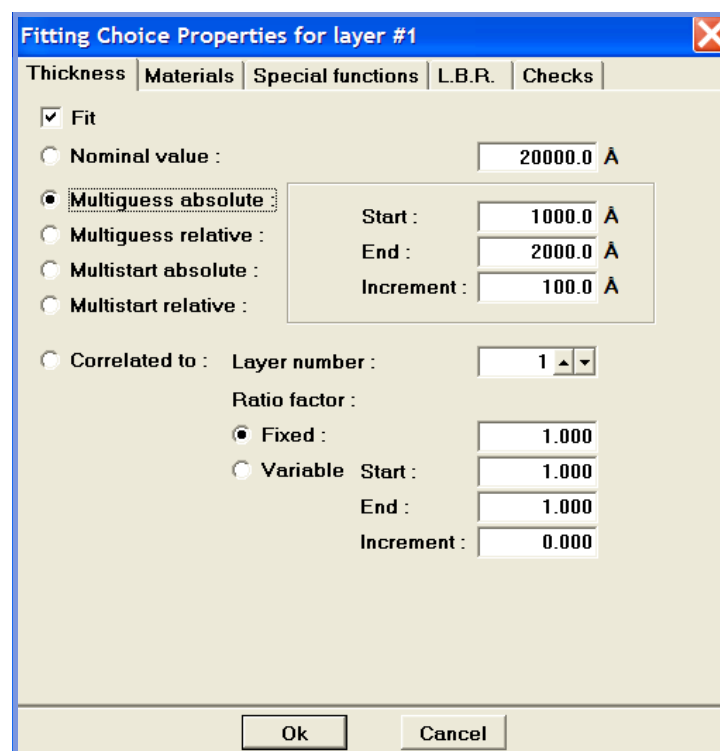 Fitting Choice Properties for layer #1
Thickness Materials Special functions L.B.R. Checks
Fit
Nominal value : 20000.0 Å
Multiguess absolute :
Start : 1000.0 Å
Multiguess relative :
End : 2000.0 Å
Multistart absolute :
Increment : 100.0 Å
Multistart relative :
Correlated to : Layer number : 1
Ratio factor :
Fixed : 1.000
Variable Start : 1.000
End : 1.000
Increment : 0.000
Ok Cancel